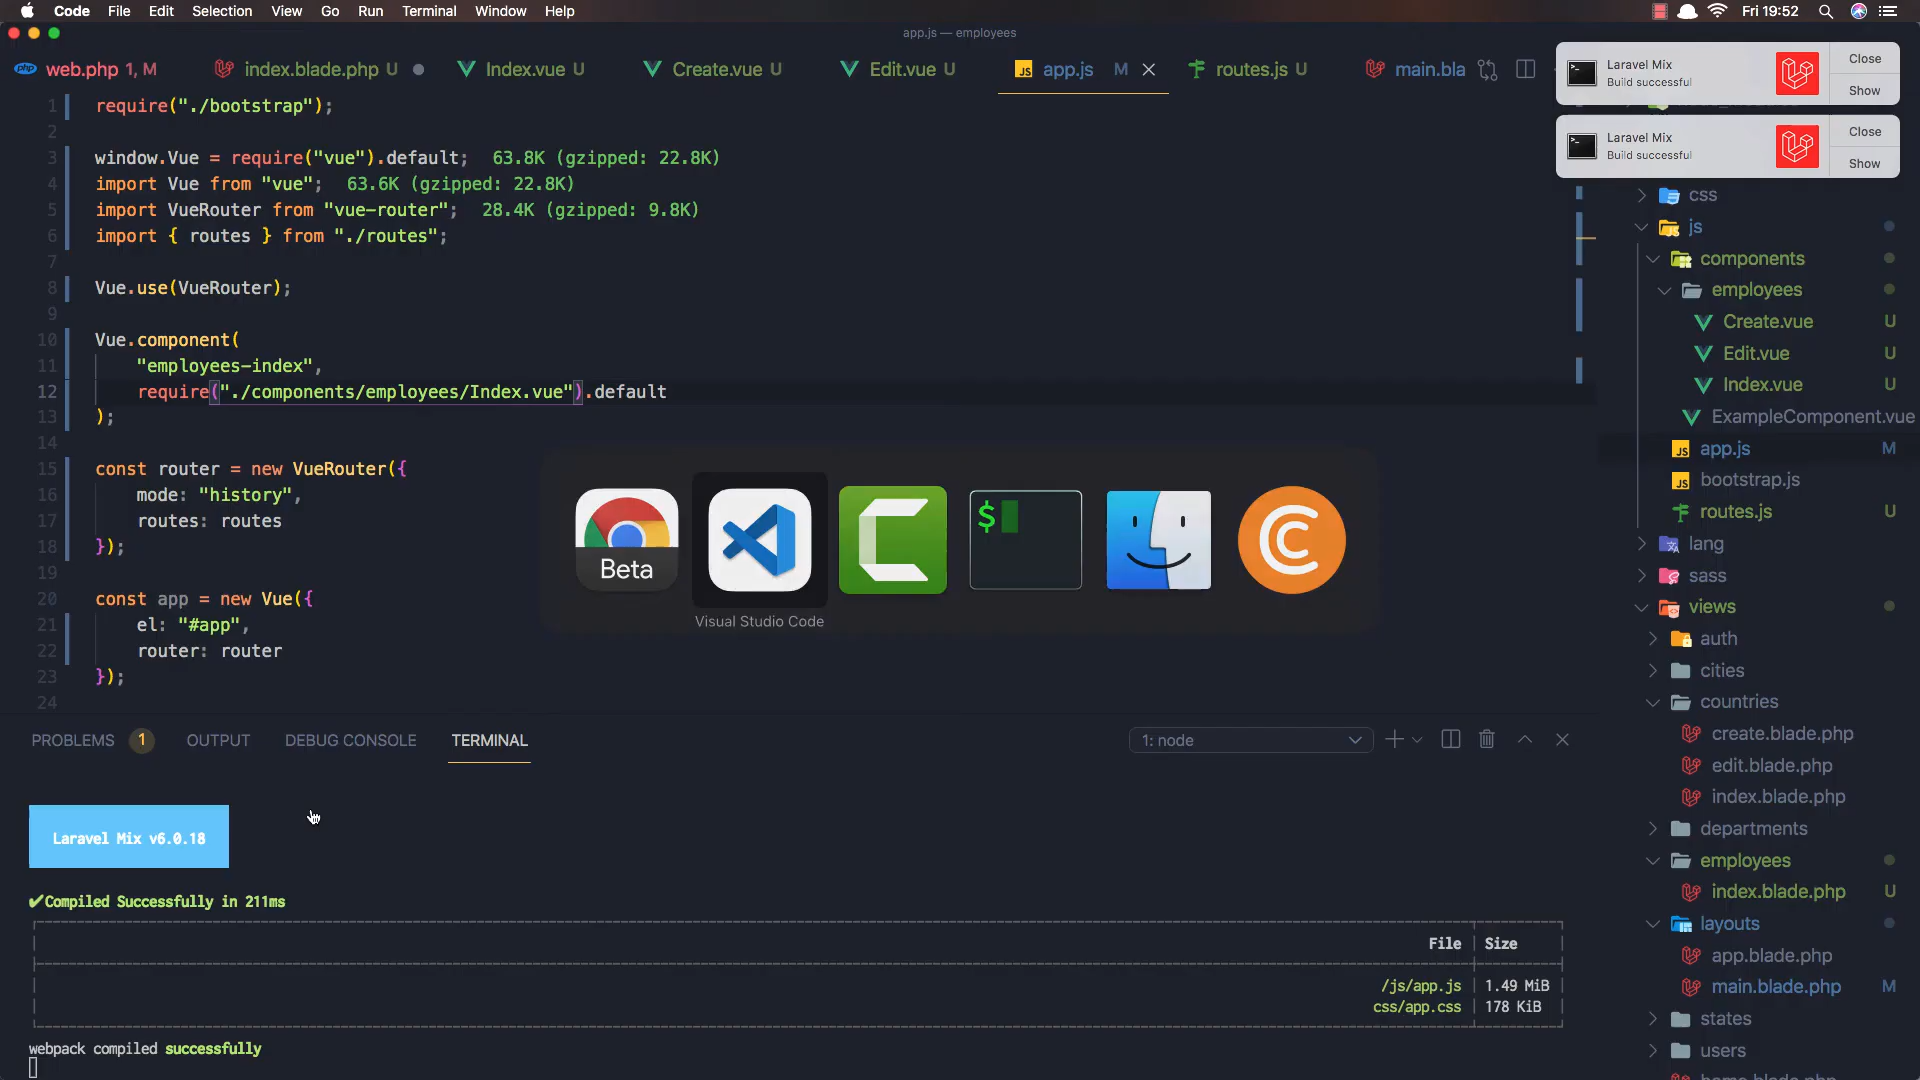 Code File Edit Selection View Go Run Terminal Window Help
Fri 19:52
app.js — employees
php web.php 1, M
index.blade.php U
Index.vue U
Create.vue U
Edit.vue U
JS app.js M
routes.js U
main.bla
Laravel Mix
Build successful
Close
Show
Laravel Mix
Build successful
Close
Show
1 require("./bootstrap");
2
3 window.Vue = require("vue").default; 63.8K (gzipped: 22.8K)
4 import Vue from "vue"; 63.6K (gzipped: 22.8K)
5 import VueRouter from "vue-router"; 28.4K (gzipped: 9.8K)
6 import { routes } from "./routes";
7
8 Vue.use(VueRouter);
9
10 Vue.component(
11 "employees-index",
12 require("./components/employees/Index.vue").default
13 );
14
15 const router = new VueRouter({
16 mode: "history",
17 routes: routes
18 });
19
20 const app = new Vue({
21 el: "#app",
22 router: router
23 });
24
Beta
$
Visual Studio Code
css
js
components
employees
Create.vue U
Edit.vue U
Index.vue U
ExampleComponent.vue
JS app.js M
JS bootstrap.js
routes.js U
lang
sass
views
auth
cities
countries
create.blade.php
edit.blade.php
index.blade.php
departments
employees
index.blade.php U
layouts
app.blade.php
main.blade.php M
states
users
PROBLEMS 1 OUTPUT DEBUG CONSOLE TERMINAL
1: node
Laravel Mix v6.0.18
✔Compiled Successfully in 211ms
File Size
/js/app.js 1.49 MiB
css/app.css 178 KiB
webpack compiled successfully